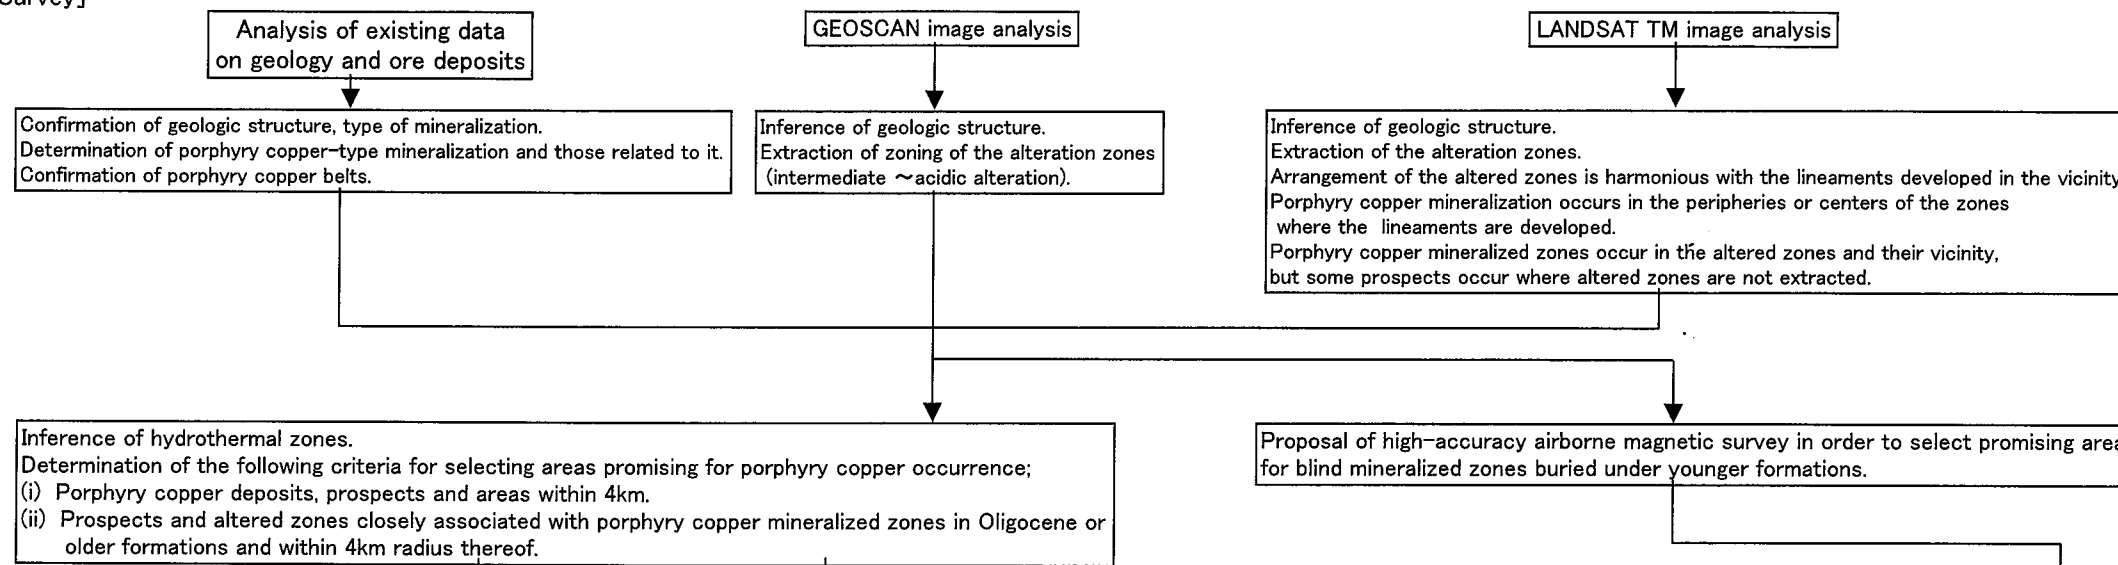 Survey]
Analysis of existing data
on geology and ore deposits
GEOSCAN image analysis
LANDSAT TM image analysis
Confirmation of geologic structure, type of mineralization.
Determination of porphyry copper-type mineralization and those related to it.
Confirmation of porphyry copper belts.
Inference of geologic structure.
Extraction of zoning of the alteration zones
(intermediate ～acidic alteration).
Inference of geologic structure.
Extraction of the alteration zones.
Arrangement of the altered zones is harmonious with the lineaments developed in the vicinity
Porphyry copper mineralization occurs in the peripheries or centers of the zones
where the lineaments are developed.
Porphyry copper mineralized zones occur in the altered zones and their vicinity,
but some prospects occur where altered zones are not extracted.
Inference of hydrothermal zones.
Determination of the following criteria for selecting areas promising for porphyry copper occurrence;
(i) Porphyry copper deposits, prospects and areas within 4km.
(ii) Prospects and altered zones closely associated with porphyry copper mineralized zones in Oligocene or
older formations and within 4km radius thereof.
Proposal of high-accuracy airborne magnetic survey in order to select promising area
for blind mineralized zones buried under younger formations.